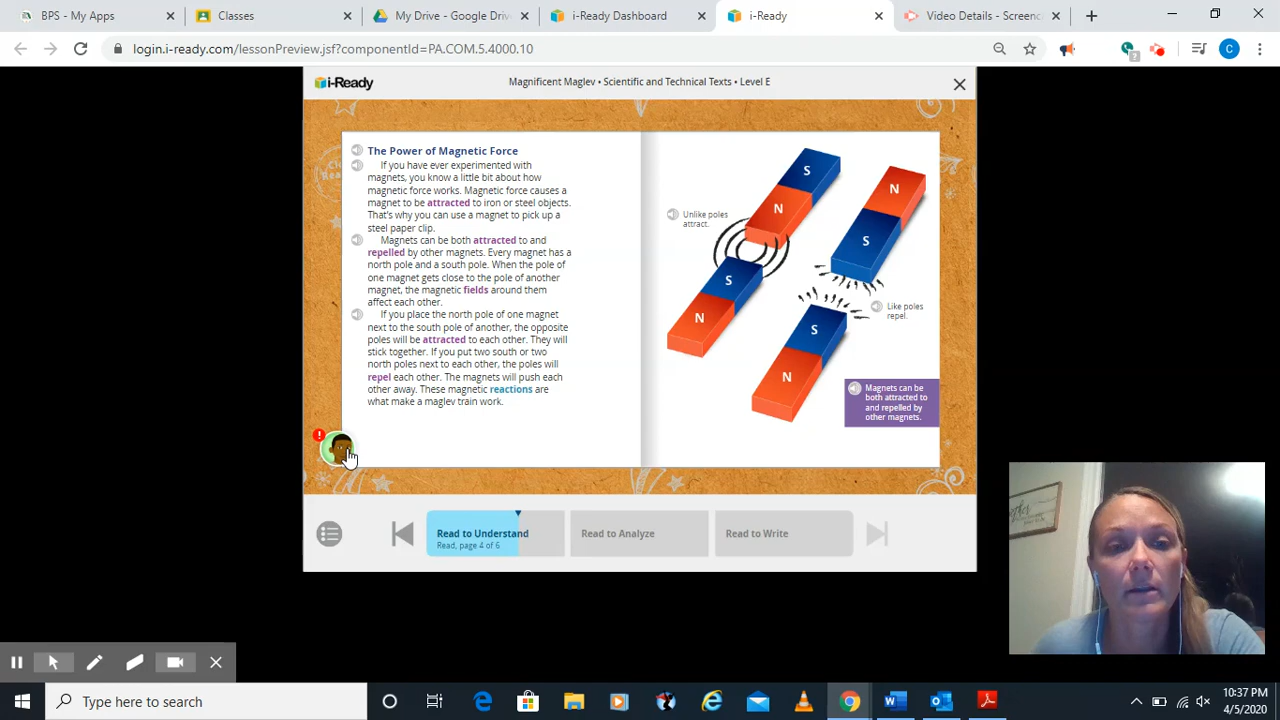 BPS - My Apps
Classes
My Drive - Google Dri
i-Ready Dashboard
i-Ready
Video Details - Screenc
login.i-ready.com/lessonPreview.jsf?componentId=PA.COM.5.4000.10
C
i-Ready
Magnificent Maglev • Scientific and Technical Texts • Level E
The Power of Magnetic Force
If you have ever experimented with
magnets, you know a little bit about how
magnetic force works. Magnetic force causes a
magnet to be attracted to iron or steel objects.
That's why you can use a magnet to pick up a
steel paper clip.
Magnets can be both attracted to and
repelled by other magnets. Every magnet has a
north pole and a south pole. When the pole of
one magnet gets close to the pole of another
magnet, the magnetic fields around them
affect each other.
If you place the north pole of one magnet
next to the south pole of another, the opposite
poles will be attracted to each other. They will
stick together. If you put two south or two
north poles next to each other, the poles will
repel each other. The magnets will push each
other away. These magnetic reactions are
what make a maglev train work.
!
S
N
Unlike poles
attract.
S
N
N
S
Like poles
repel.
S
N
Magnets can be
both attracted to
and repelled by
other magnets.
Read to Understand
Read, page 4 of 6
Read to Analyze
Read to Write
Type here to search
10:37 PM
4/5/2020